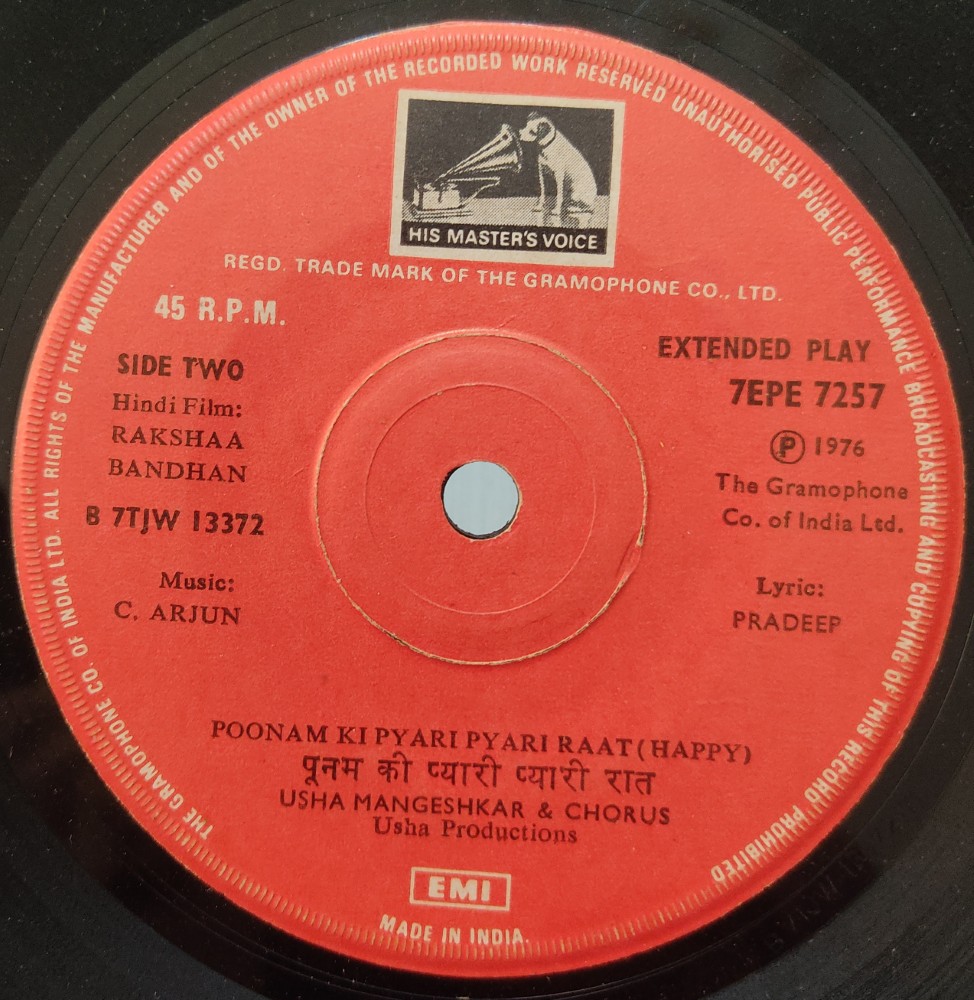 THE GRAMOPHONE CO. OF INDIA LTD. ALL RIGHTS OF THE MANUFACTURER AND OF THE OWNER OF THE RECORDED WORK RESERVED UNAUTHORISED PUBLIC PERFORMANCE BROADCASTING AND COPYING OF THIS RECORD PROHIBITED
HIS MASTER'S VOICE
REGD. TRADE MARK OF THE GRAMOPHONE CO., LTD.
45 R.P.M.
SIDE TWO
Hindi Film:
RAKSHAA
BANDHAN
B 7TJW 13372
Music:
C. ARJUN
EXTENDED PLAY
7EPE 7257
Ⓟ 1976
The Gramophone
Co. of India Ltd.
Lyric:
PRADEEP
POONAM KI PYARI PYARI RAAT (HAPPY)
पूनम की प्यारी प्यारी रात
USHA MANGESHKAR & CHORUS
Usha Productions
EMI
MADE IN INDIA.